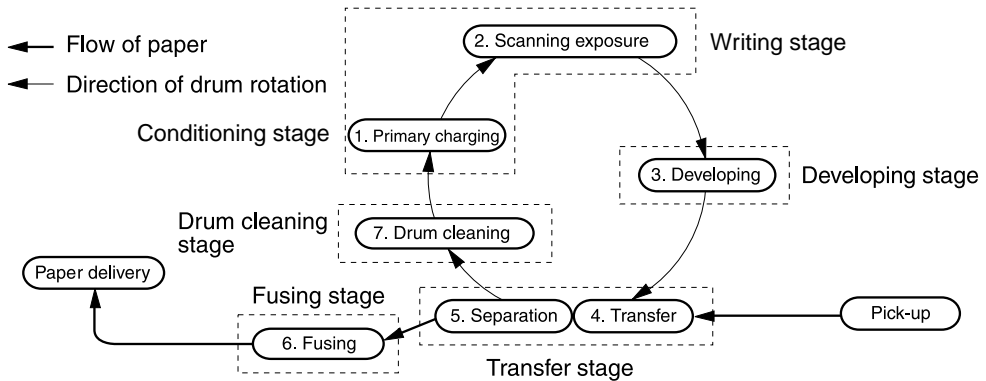 Flow of paper
Direction of drum rotation
2. Scanning exposure
Writing stage
Conditioning stage
1. Primary charging
3. Developing
Developing stage
Drum cleaning
stage
7. Drum cleaning
Paper delivery
Fusing stage
5. Separation
4. Transfer
Pick-up
6. Fusing
Transfer stage